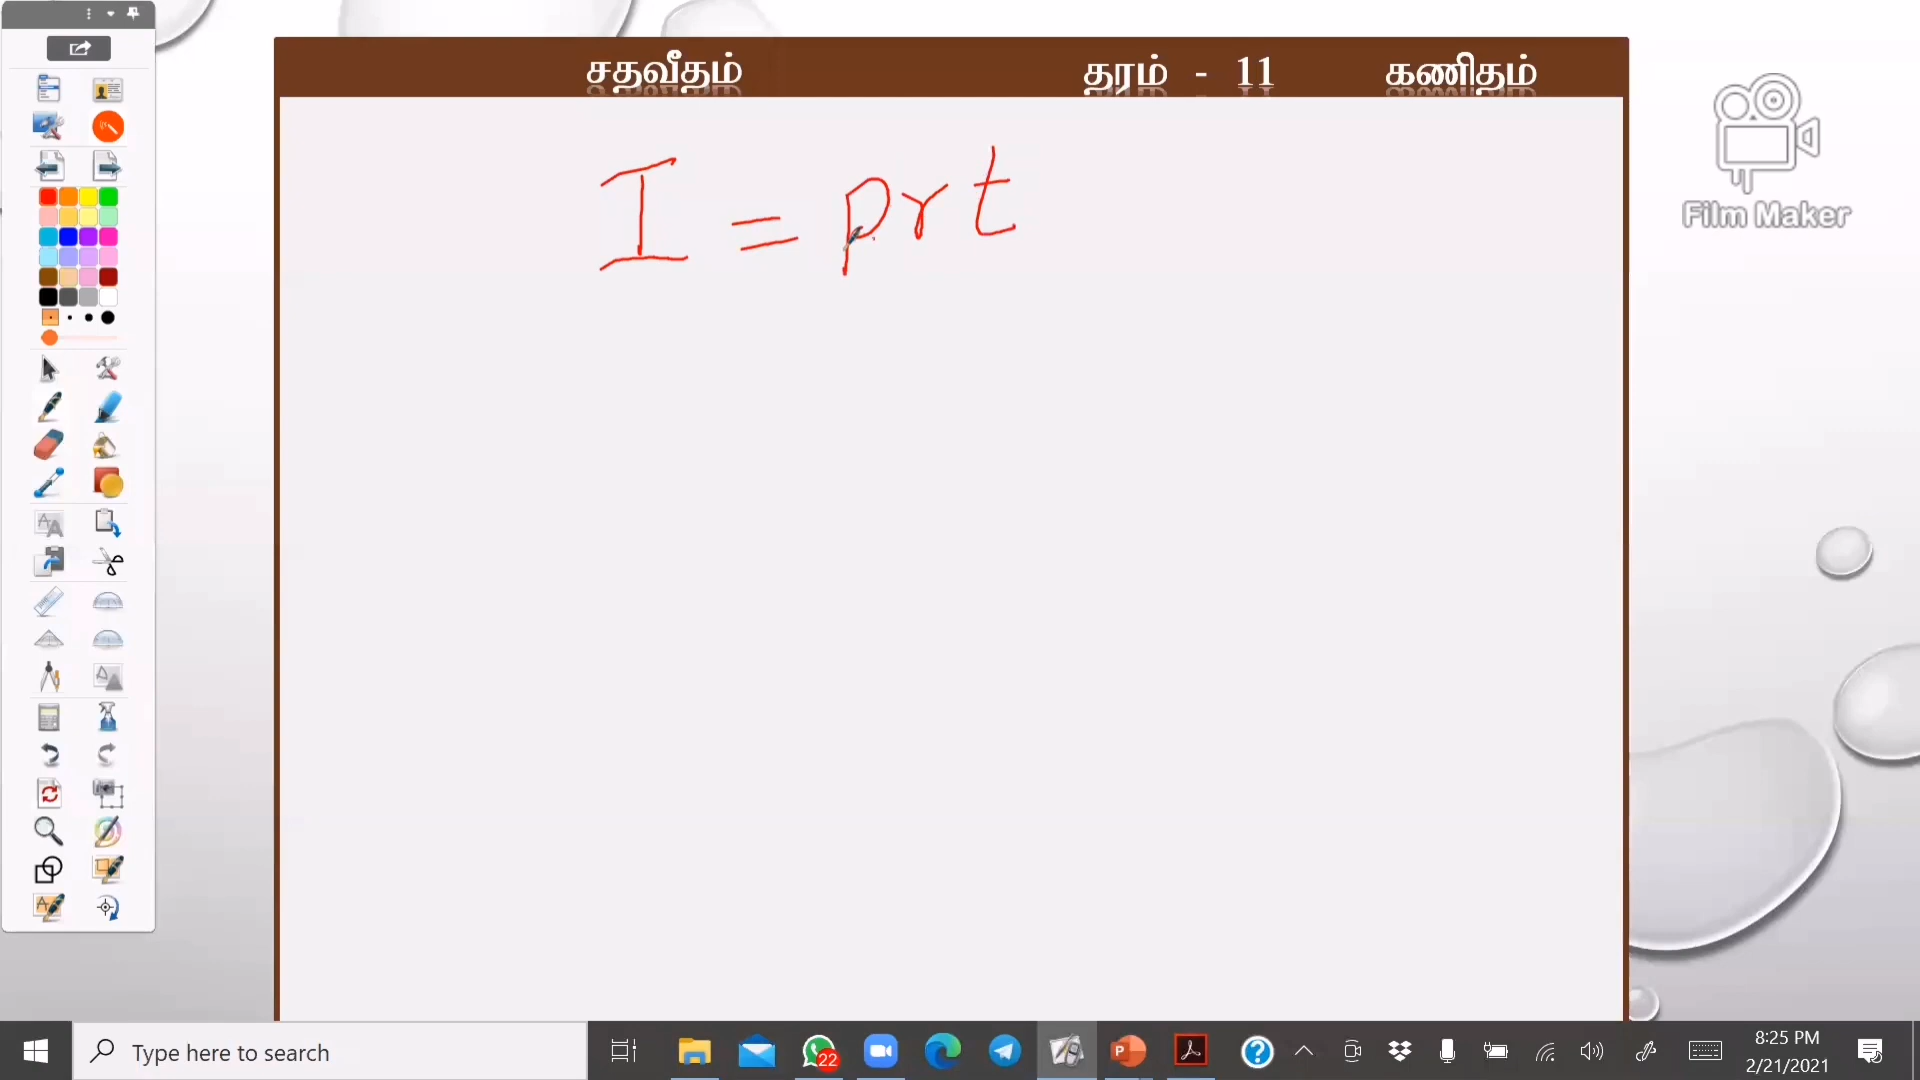 சதவீதம் தரம் - 11 கணிதம்
I = prt
Film Maker
22
Type here to search
8:25 PM
2/21/2021